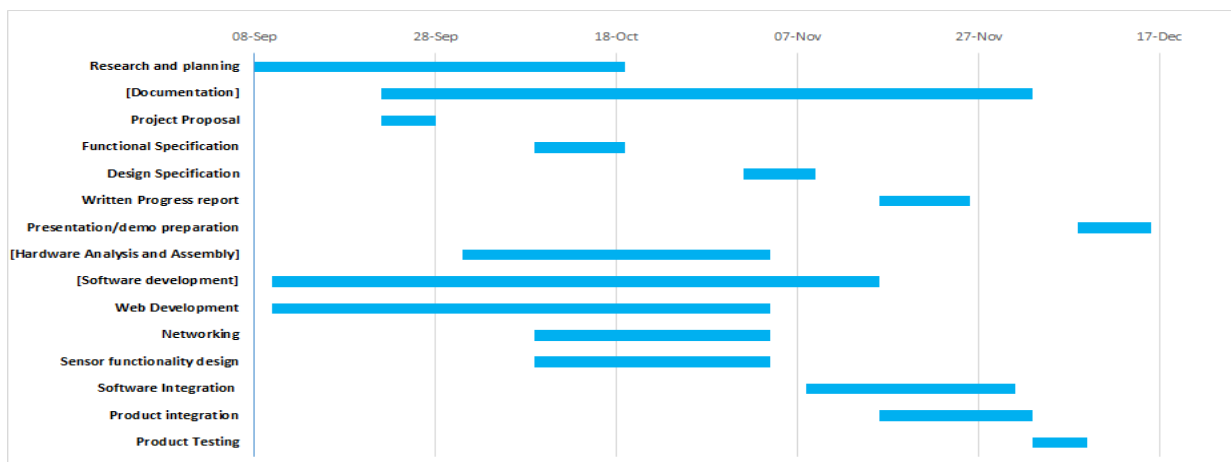 08-Sep 28-Sep 18-Oct 07-Nov 27-Nov 17-Dec
Research and planning
[Documentation]
Project Proposal
Functional Specification
Design Specification
Written Progress report
Presentation/demo preparation
[Hardware Analysis and Assembly]
[Software development]
Web Development
Networking
Sensor functionality design
Software Integration
Product integration
Product Testing